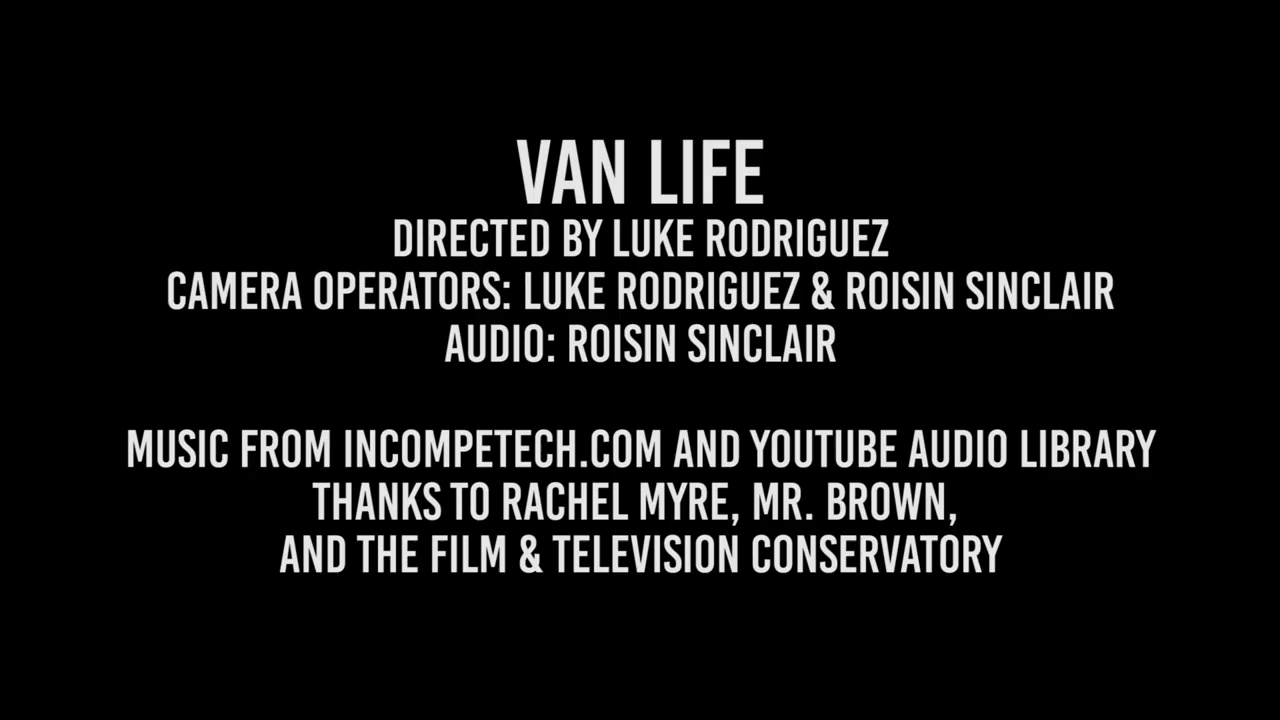 VAN LIFE
DIRECTED BY LUKE RODRIGUEZ
CAMERA OPERATORS: LUKE RODRIGUEZ & ROISIN SINCLAIR
AUDIO: ROISIN SINCLAIR
MUSIC FROM INCOMPETECH.COM AND YOUTUBE AUDIO LIBRARY
THANKS TO RACHEL MYRE, MR. BROWN,
AND THE FILM & TELEVISION CONSERVATORY